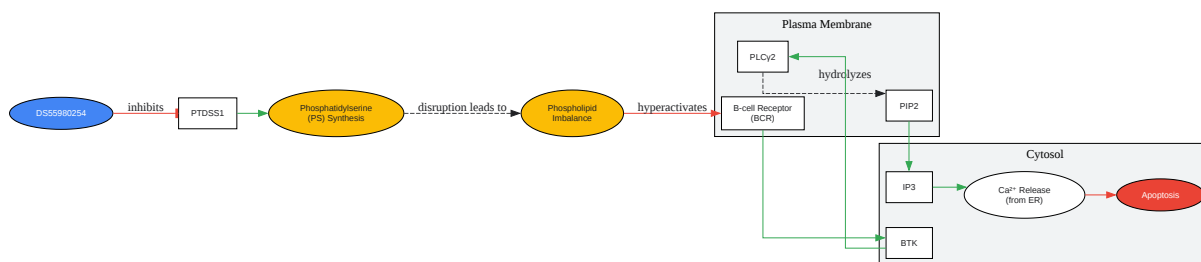 Plasma Membrane
PLCγ2
hydrolyzes
DS55980254
inhibits
PTDSS1
Phosphatidylserine
(PS) Synthesis
disruption leads to
Phospholipid
Imbalance
hyperactivates
B-cell Receptor
(BCR)
PIP2
Cytosol
IP3
Ca²⁺ Release
(from ER)
Apoptosis
BTK